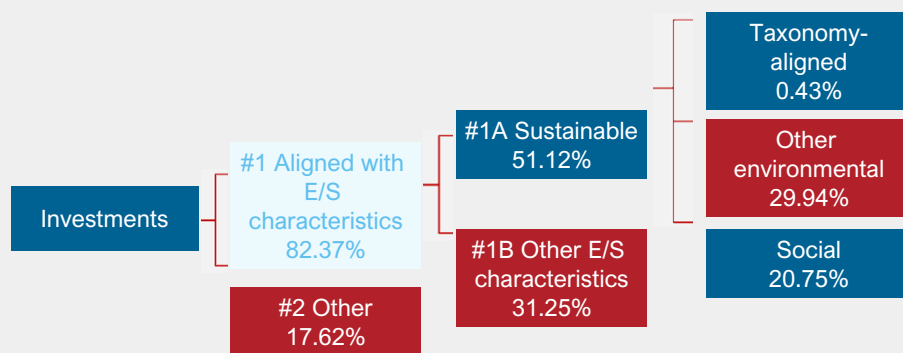 Investments
#1 Aligned with
E/S
characteristics
82.37%
#2 Other
17.62%
#1A Sustainable
51.12%
#1B Other E/S
characteristics
31.25%
Taxonomy-
aligned
0.43%
Other
environmental
29.94%
Social
20.75%